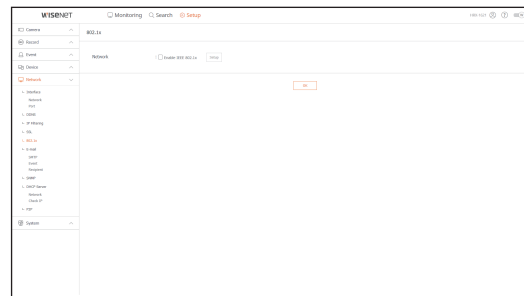 WISENET
Monitoring Search Setup
Camera
Record
Event
Device
Network
Interface
Network
Port
DDNS
IP Filtering
SSL
802.1x
E-mail
SMTP
Event
Recipient
SNMP
DHCP Server
Network
Check IP
FTP
System
802.1x
Network Enable IEEE 802.1x Setup
OK